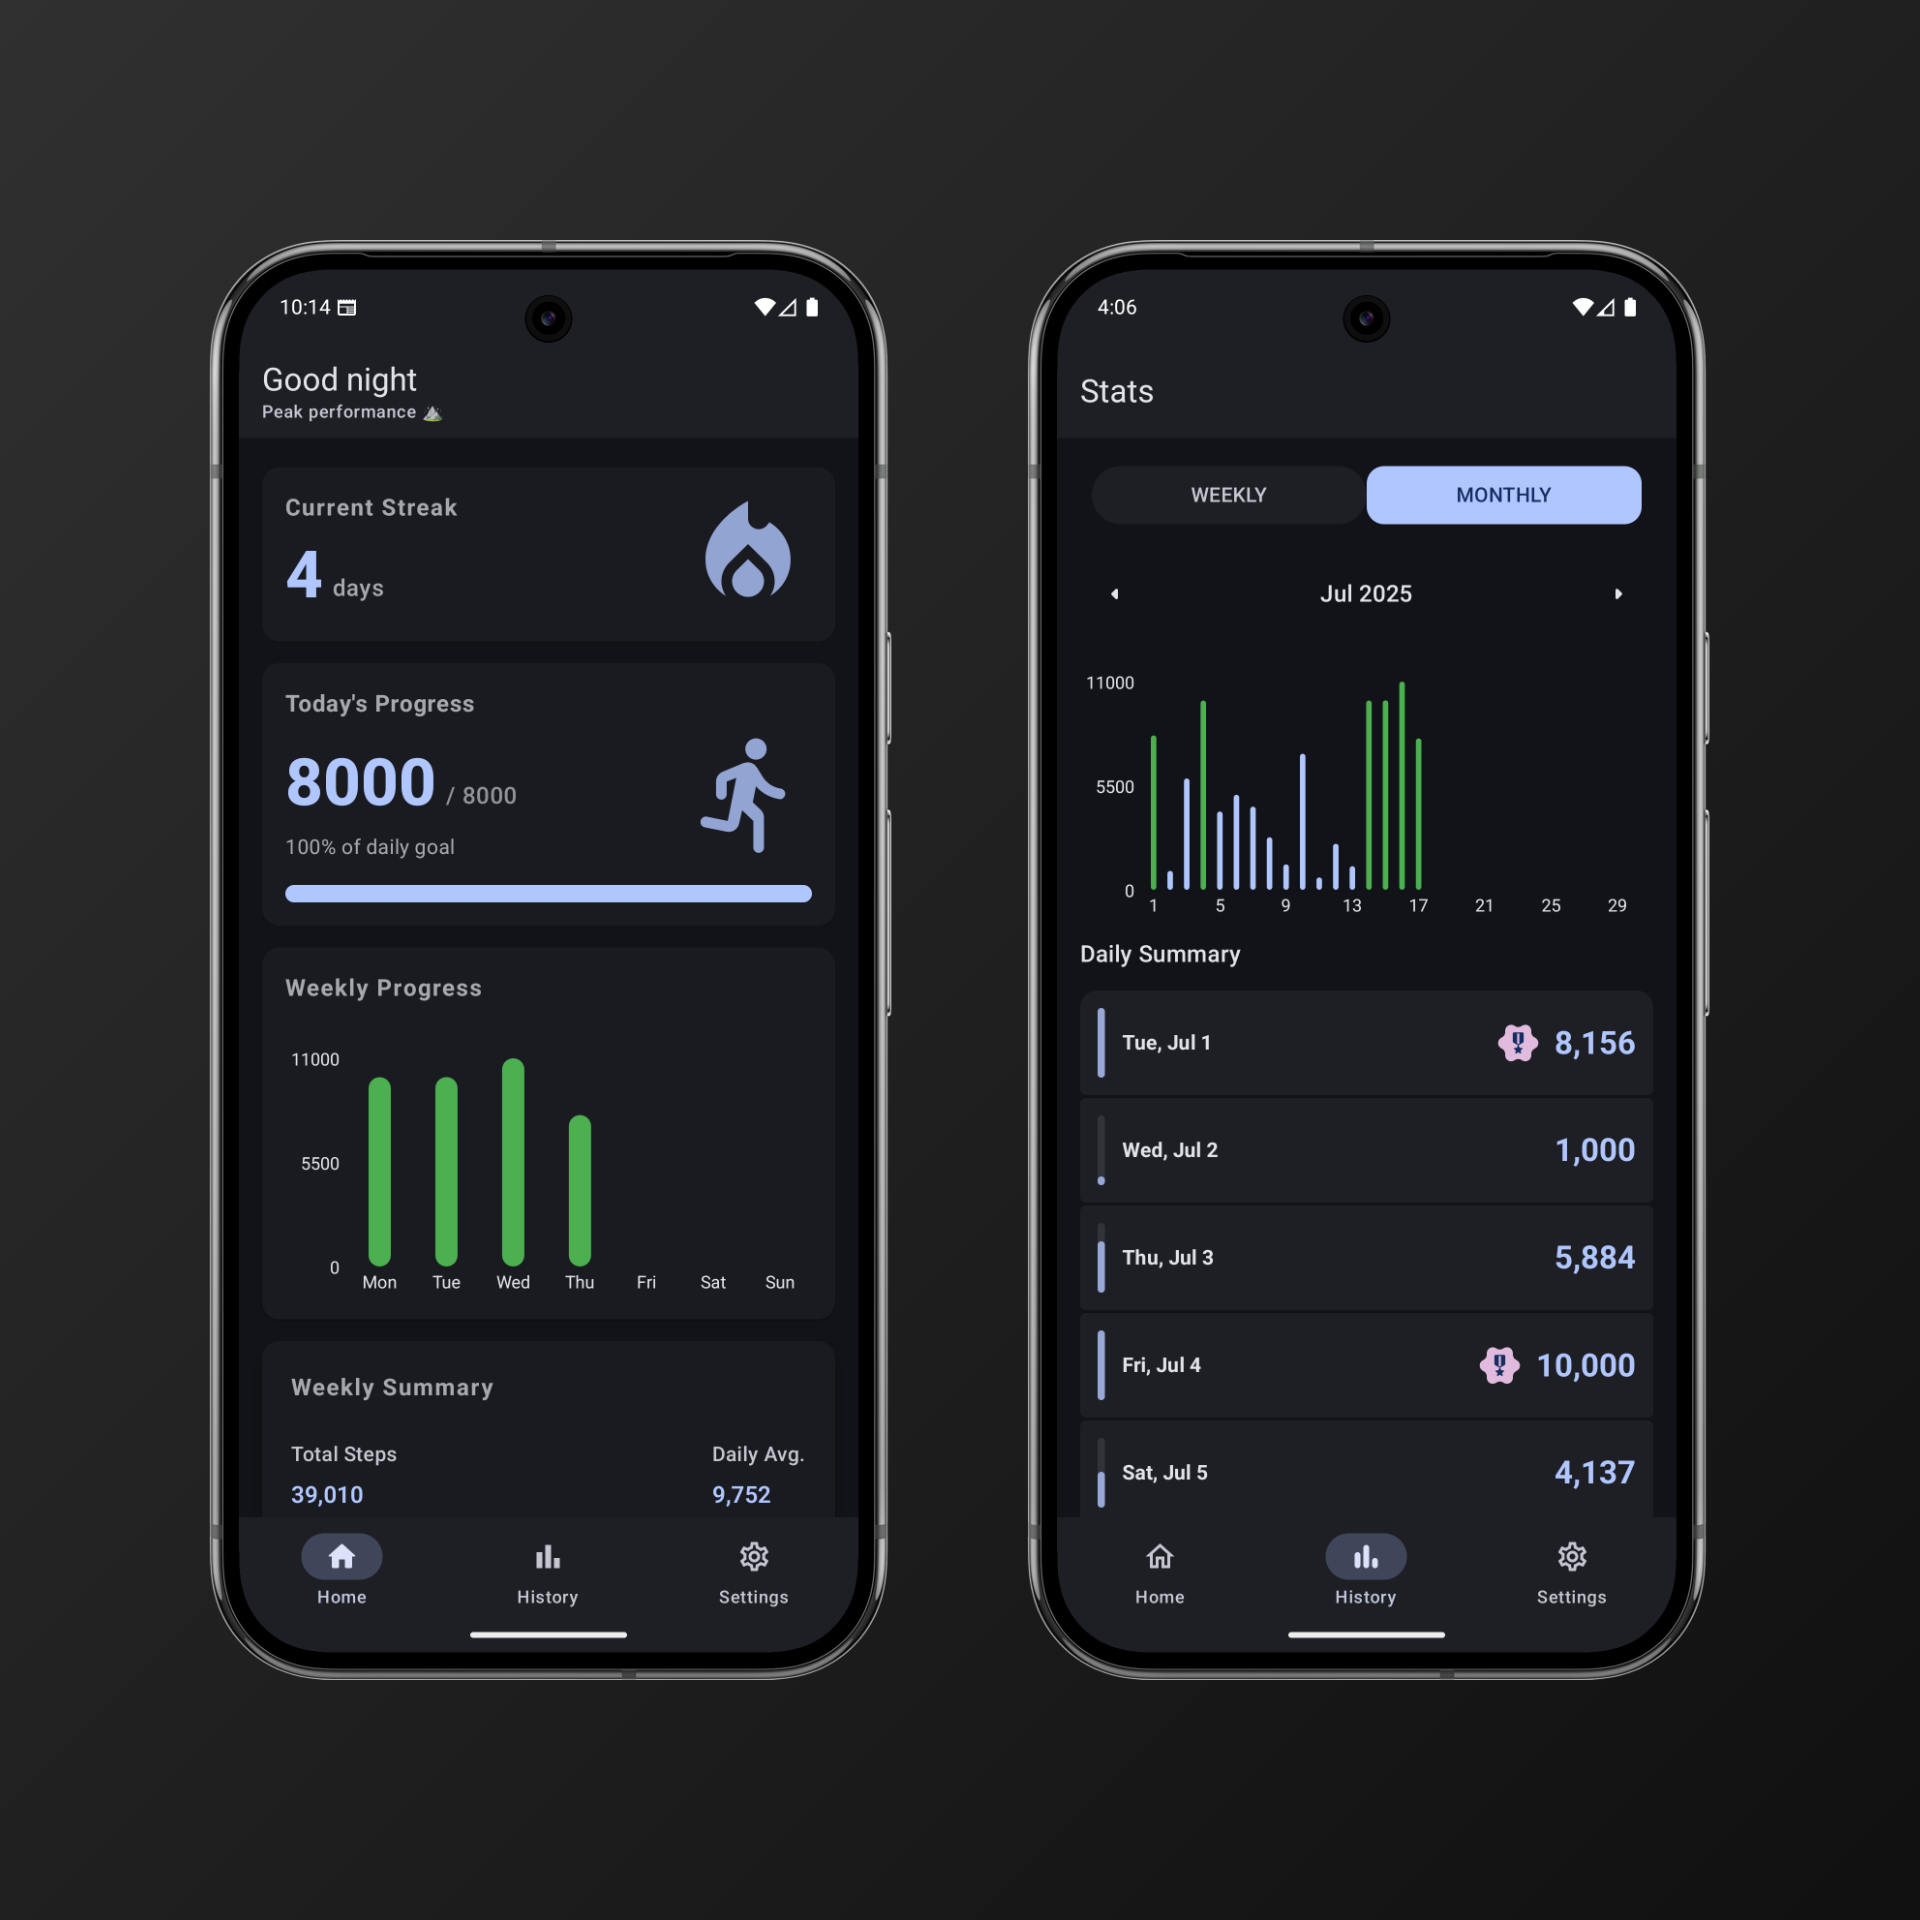 10:14
Good night
Peak performance
Current Streak
4 days
Today's Progress
8000 / 8000
100% of daily goal
Weekly Progress
11000
5500
0
Mon Tue Wed Thu Fri Sat Sun
Weekly Summary
Total Steps Daily Avg.
39,010 9,752
Home History Settings
4:06
Stats
WEEKLY MONTHLY
Jul 2025
11000
5500
0
1 5 9 13 17 21 25 29
Daily Summary
Tue, Jul 1 8,156
Wed, Jul 2 1,000
Thu, Jul 3 5,884
Fri, Jul 4 10,000
Sat, Jul 5 4,137
Home History Settings